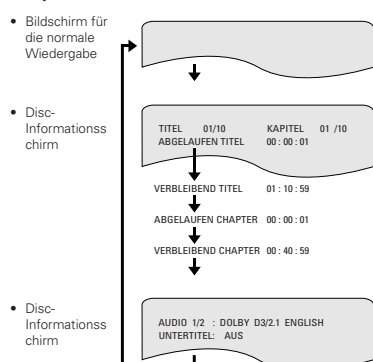 • Bildschirm für
die normale
Wiedergabe
• Disc-
Informationss
chirm
TITEL 01/10 KAPITEL 01 /10
ABGELAUFEN TITEL 00 : 00 : 01
VERBLEIBEND TITEL 01 : 10 : 59
ABGELAUFEN CHAPTER 00 : 00 : 01
VERBLEIBEND CHAPTER 00 : 40 : 59
• Disc-
Informationss
chirm
AUDIO 1/2 : DOLBY D3/2.1 ENGLISH
UNTERTITEL: AUS